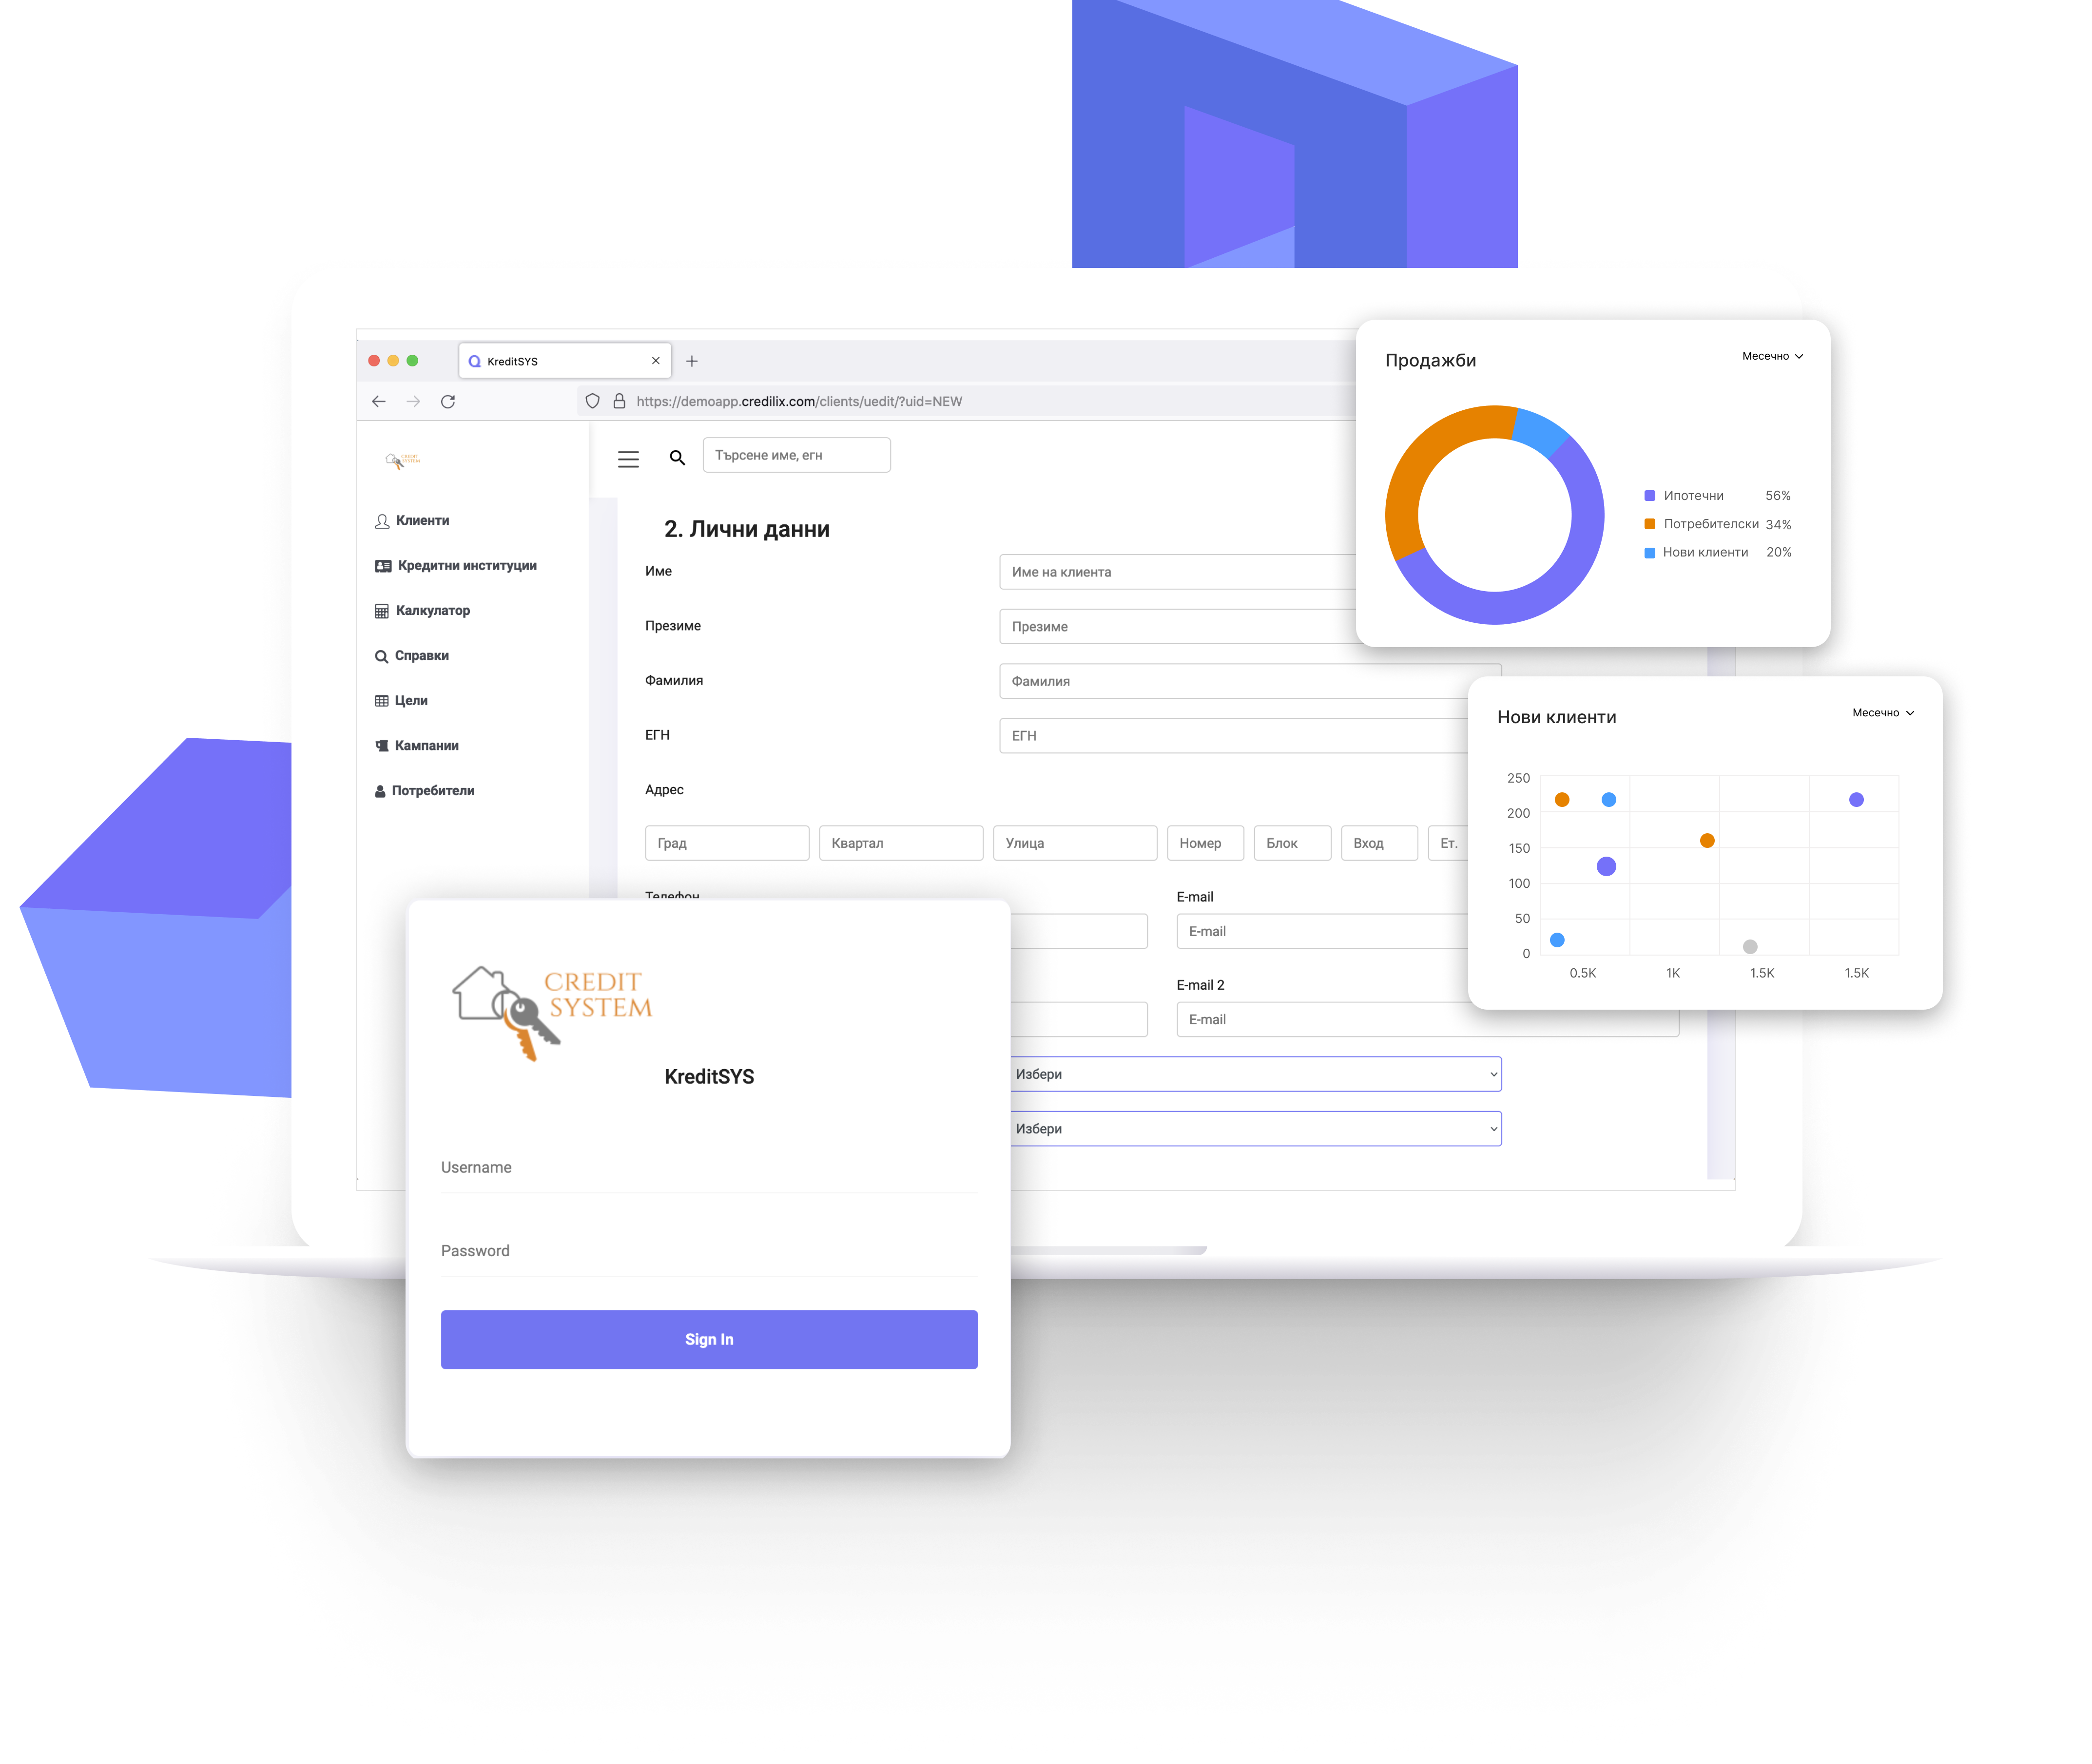 KreditSYS
https://demoapp.credilix.com/clients/uedit/?uid=NEW
CREDIT
SYSTEM
Търсене име, егн
Клиенти
Кредитни институции
Калкулатор
Справки
Цели
Кампании
Потребители
2. Лични данни
Име
Име на клиента
Презиме
Презиме
Фамилия
Фамилия
ЕГН
ЕГН
Адрес
Град Квартал Улица Номер Блок Вход Ет.
Телефон
E-mail
E-mail
E-mail 2
E-mail
Избери
Избери
Продажби
Месечно
Ипотечни 56%
Потребителски 34%
Нови клиенти 20%
Нови клиенти
Месечно
250
200
150
100
50
0
0.5K 1K 1.5K 1.5K
CREDIT
SYSTEM
KreditSYS
Username
Password
Sign In